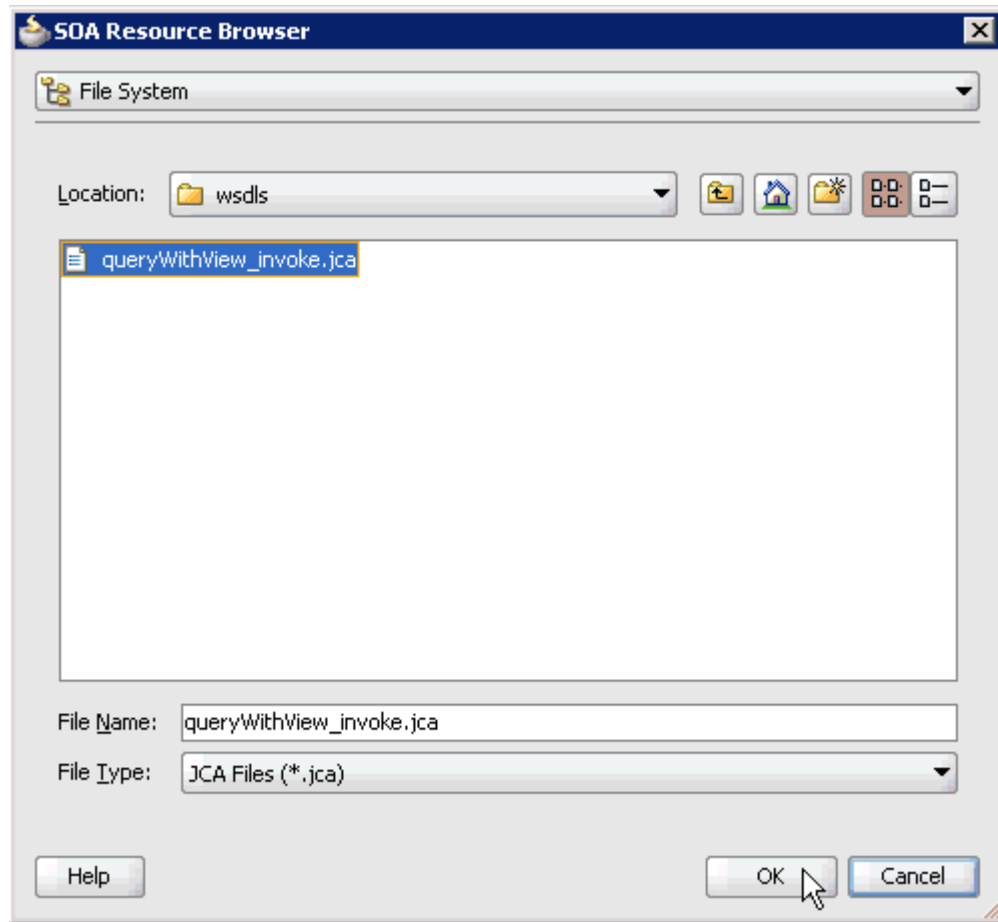 SOA Resource Browser
File System
Location: wsdls
queryWithView_invoke.jca
File Name: queryWithView_invoke.jca
File Type: JCA Files (*.jca)
Help OK Cancel